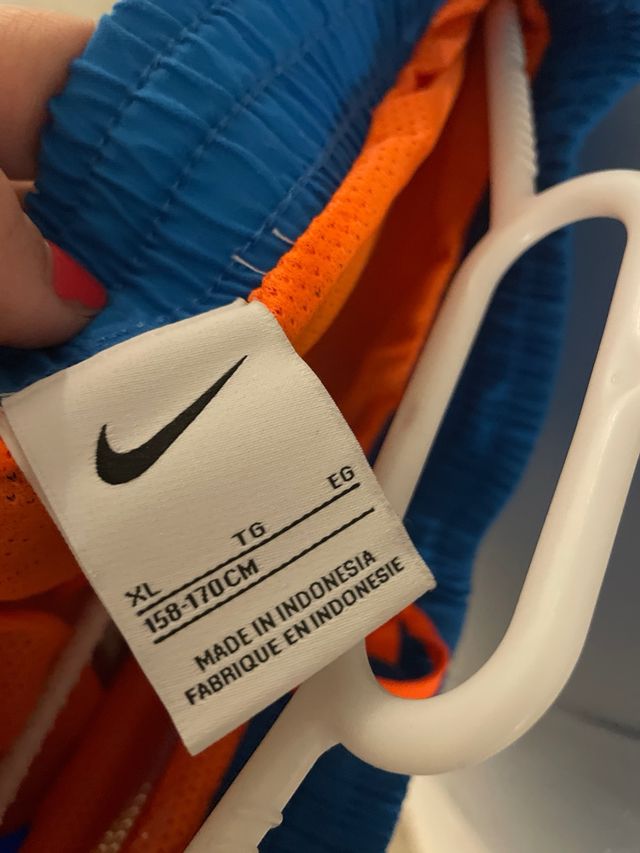 XL TG EG
158-170CM
MADE IN INDONESIA
FABRIQUE EN INDONESIE